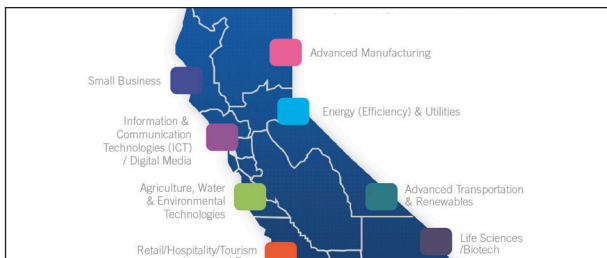 Advanced Manufacturing
Small Business
Energy (Efficiency) & Utilities
Information &
Communication
Technologies (ICT)
/ Digital Media
Agriculture, Water
& Environmental
Technologies
Advanced Transportation
& Renewables
Life Sciences
/Biotech
Retail/Hospitality/Tourism